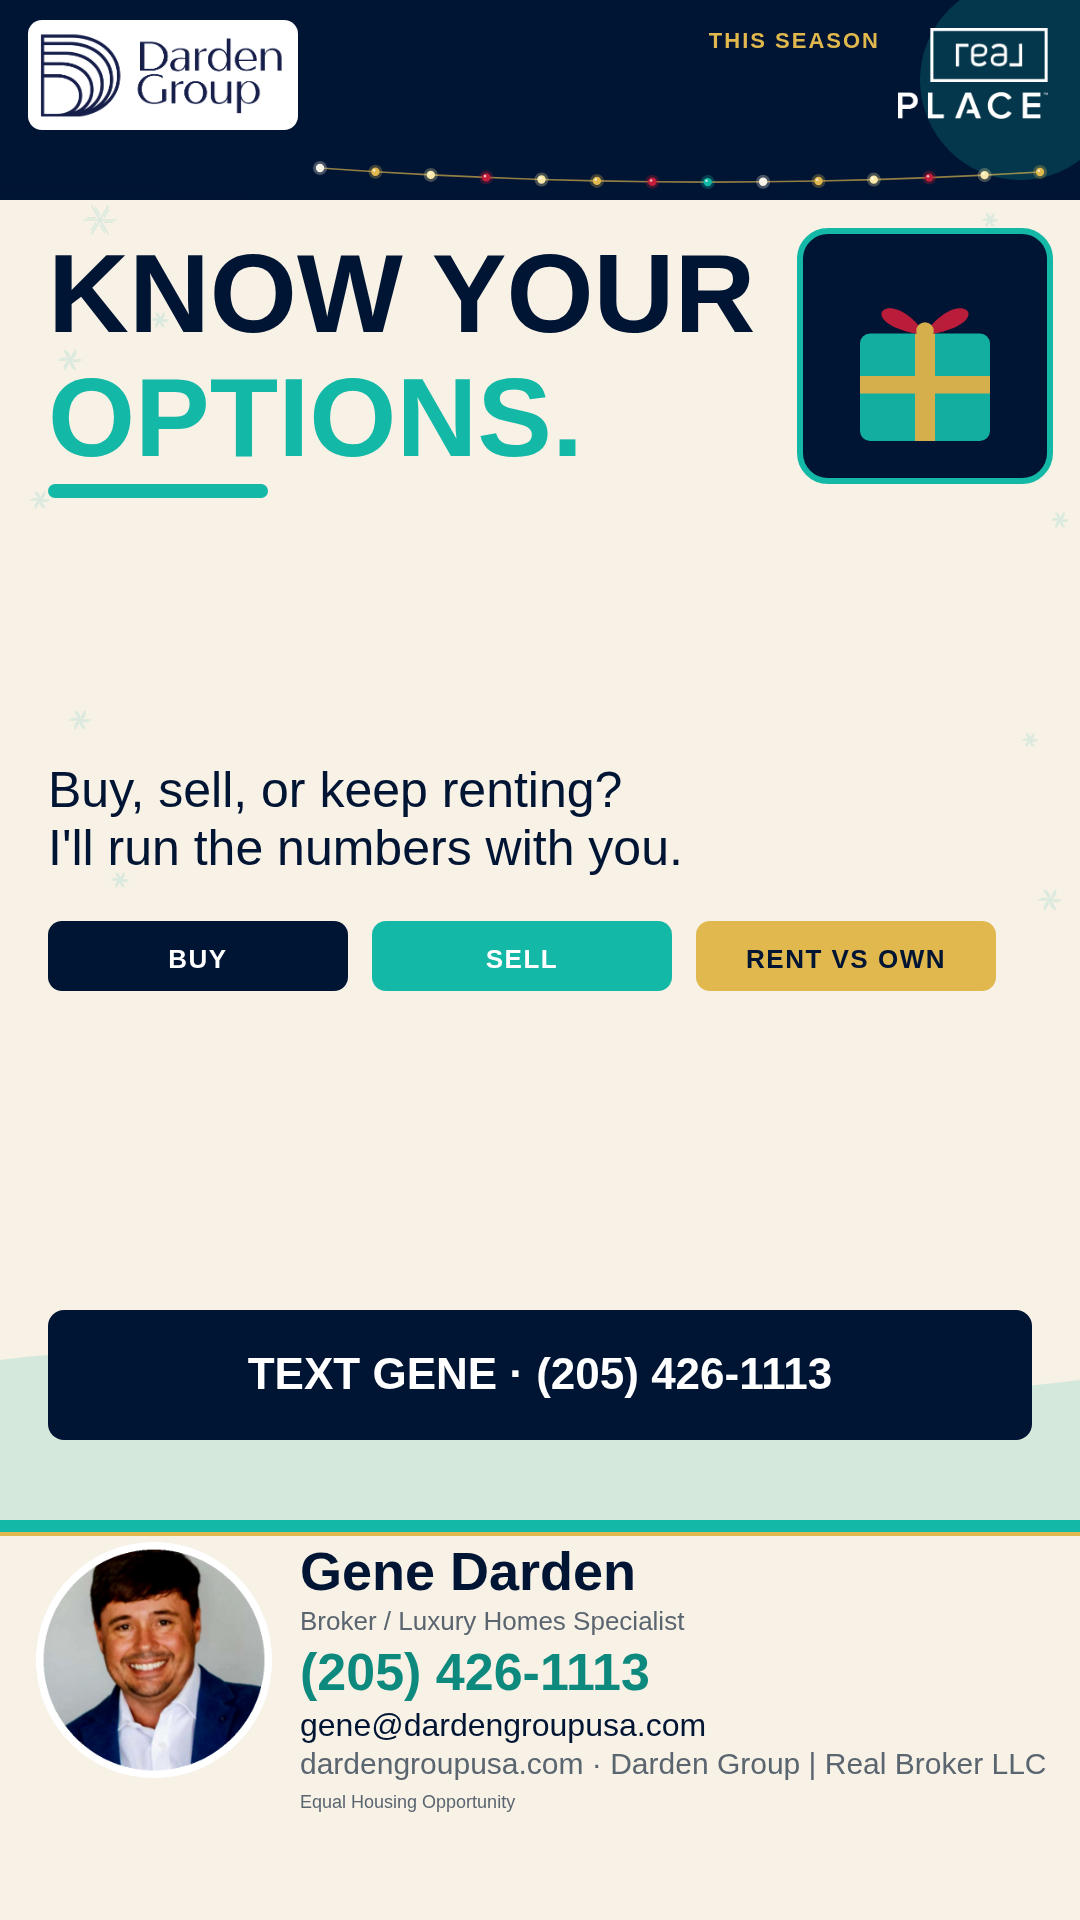 Darden
Group
THIS SEASON
real
PLACE™
KNOW YOUR
OPTIONS.
Buy, sell, or keep renting?
I'll run the numbers with you.
BUY
SELL
RENT VS OWN
TEXT GENE · (205) 426-1113
Gene Darden
Broker / Luxury Homes Specialist
(205) 426-1113
gene@dardengroupusa.com
dardengroupusa.com · Darden Group | Real Broker LLC
Equal Housing Opportunity